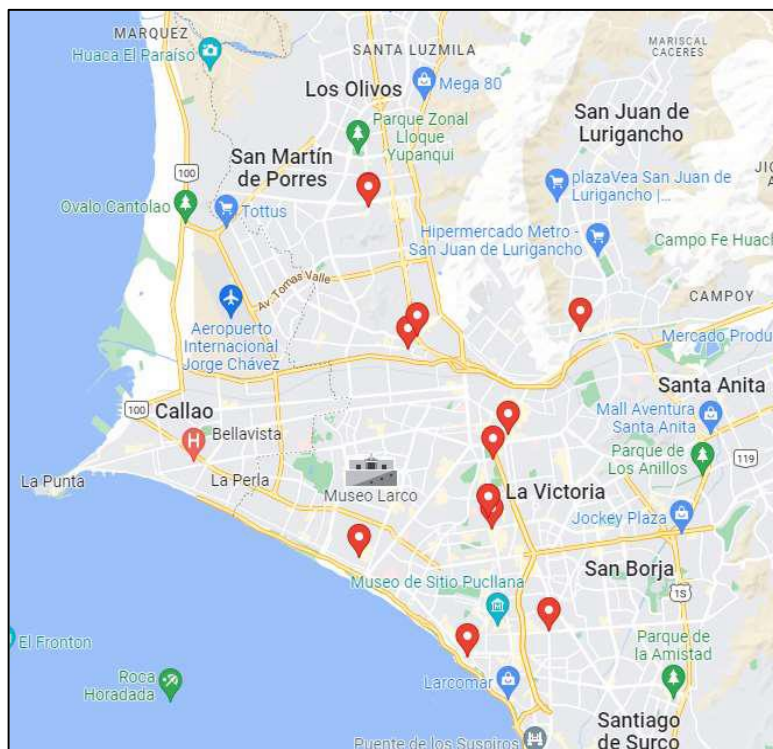 MARQUEZ
Huaca El Paraíso
SANTA LUZMILA
Mega 80
MARISCAL
CACERES
Los Olivos
Parque Zonal
Lloque
Yupanqui
San Juan de
Lurigancho
San Martín
de Porres
plazaVea San Juan de
Lurigancho |...
100
Ovalo Cantolao
Tottus
Hipermercado Metro -
San Juan de Lurigancho
Campo Fe Huach
Av. Tomas Valle
CAMPOY
Aeropuerto
Internacional
Jorge Chávez
Mercado Produ
Santa Anita
100
Callao
Mall Aventura
Santa Anita
H
Bellavista
Parque de
Los Anillos
119
La Punta
La Perla
Museo Larco
La Victoria
Jockey Plaza
San Borja
Museo de Sitio Pucllana
1S
El Fronton
Parque de
la Amistad
Roca
Horadada
Larcomar
Santiago
de Surco
Puente de los Suspiros